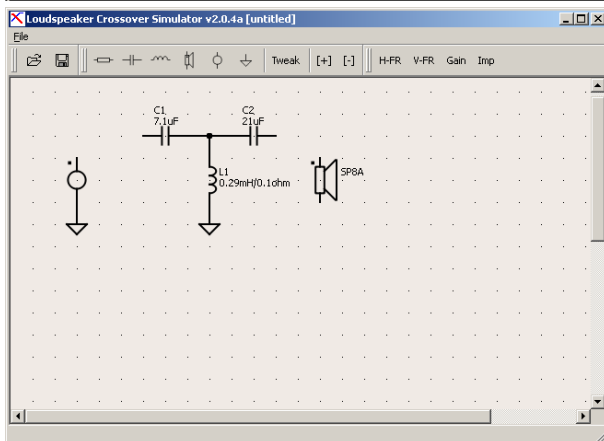 Loudspeaker Crossover Simulator v2.0.4a [untitled]
File
Tweak [+] [-] H-FR V-FR Gain Imp
C1 C2
7.1uF 21uF
L1 SP8A
0.29mH/0.1ohm